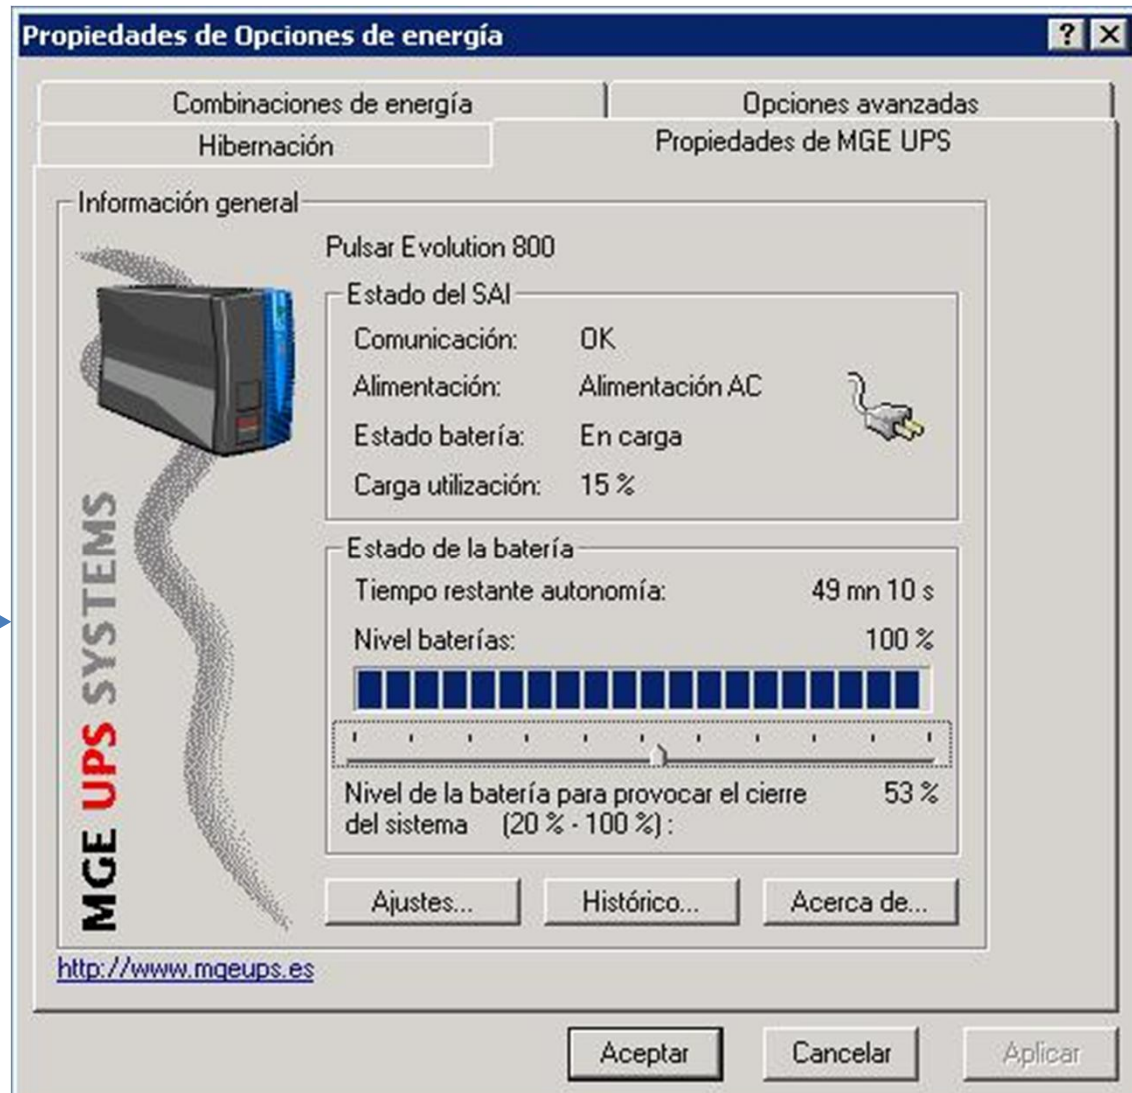 Propiedades de Opciones de energía
Combinaciones de energía Opciones avanzadas
Hibernación Propiedades de MGE UPS
Información general
Pulsar Evolution 800
Estado del SAI
Comunicación: OK
Alimentación: Alimentación AC
Estado batería: En carga
Carga utilización: 15 %
Estado de la batería
Tiempo restante autonomía: 49 mn 10 s
Nivel baterías: 100 %
Nivel de la batería para provocar el cierre 53 %
del sistema (20 % - 100 %) :
Ajustes... Histórico... Acerca de...
MGE UPS SYSTEMS
http://www.mgeups.es
Aceptar Cancelar Aplicar